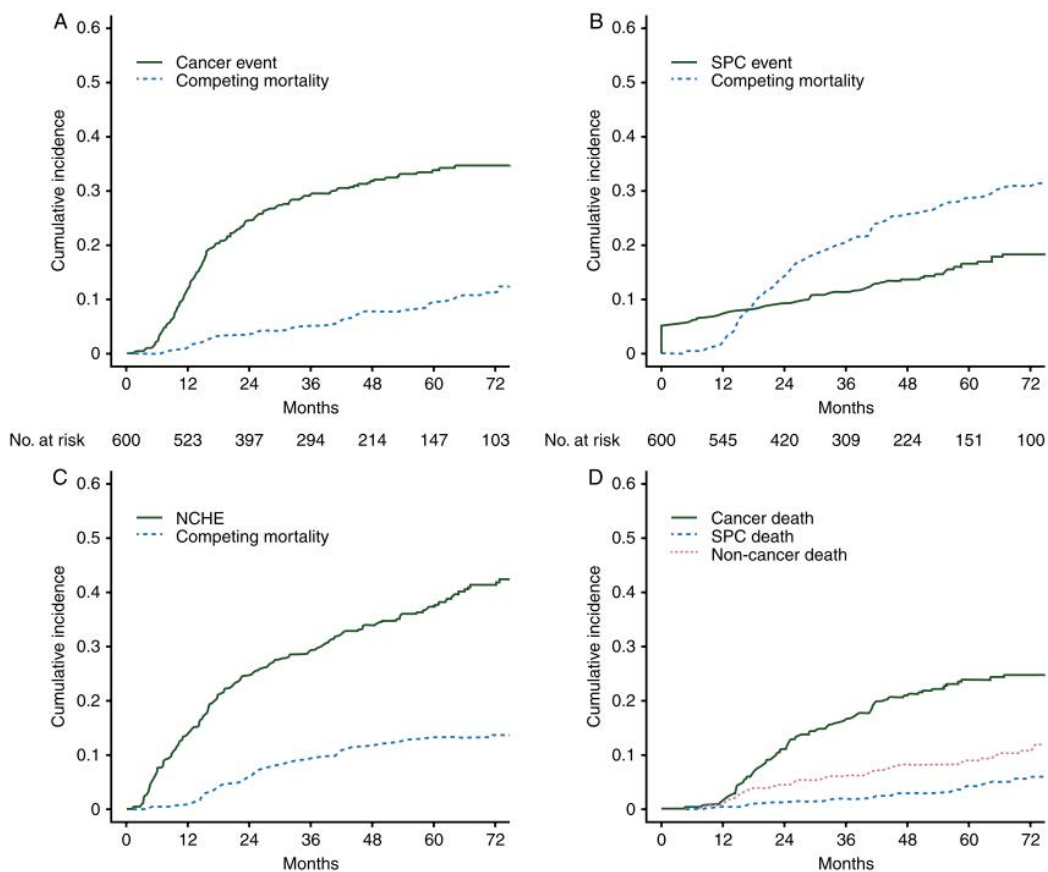 A
0.6
0.5
0.4
0.3
0.2
0.1
0
Cumulative incidence
Cancer event
Competing mortality
0 12 24 36 48 60 72
Months
No. at risk 600 523 397 294 214 147 103
B
0.6
0.5
0.4
0.3
0.2
0.1
0
Cumulative incidence
SPC event
Competing mortality
0 12 24 36 48 60 72
Months
No. at risk 600 545 420 309 224 151 100
C
0.6
0.5
0.4
0.3
0.2
0.1
0
Cumulative incidence
NCHE
Competing mortality
0 12 24 36 48 60 72
Months
D
0.6
0.5
0.4
0.3
0.2
0.1
0
Cumulative incidence
Cancer death
SPC death
Non-cancer death
0 12 24 36 48 60 72
Months